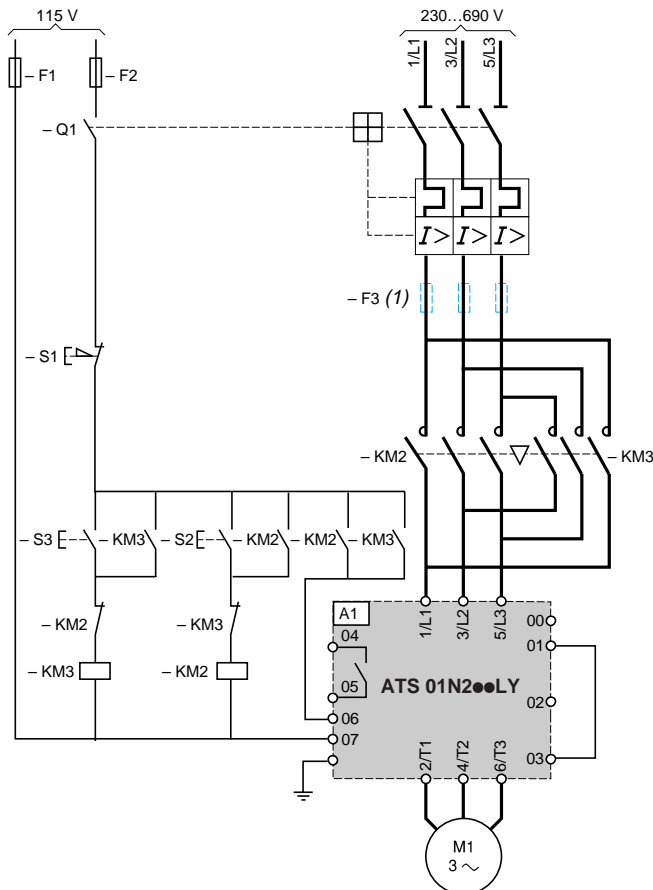 115 V
230...690 V
1/L1
3/L2
5/L3
– F1
– F2
– Q1
I>
I>
I>
– F3 (1)
– S1
– KM2
– KM3
– S3
– KM3
– S2
– KM2
– KM2
– KM3
– KM2
– KM3
– KM3
– KM2
A1
1/L1
3/L2
5/L3
00
04
01
05
ATS 01N2●●LY
02
06
07
03
2/T1
4/T2
6/T3
M1
3 ~